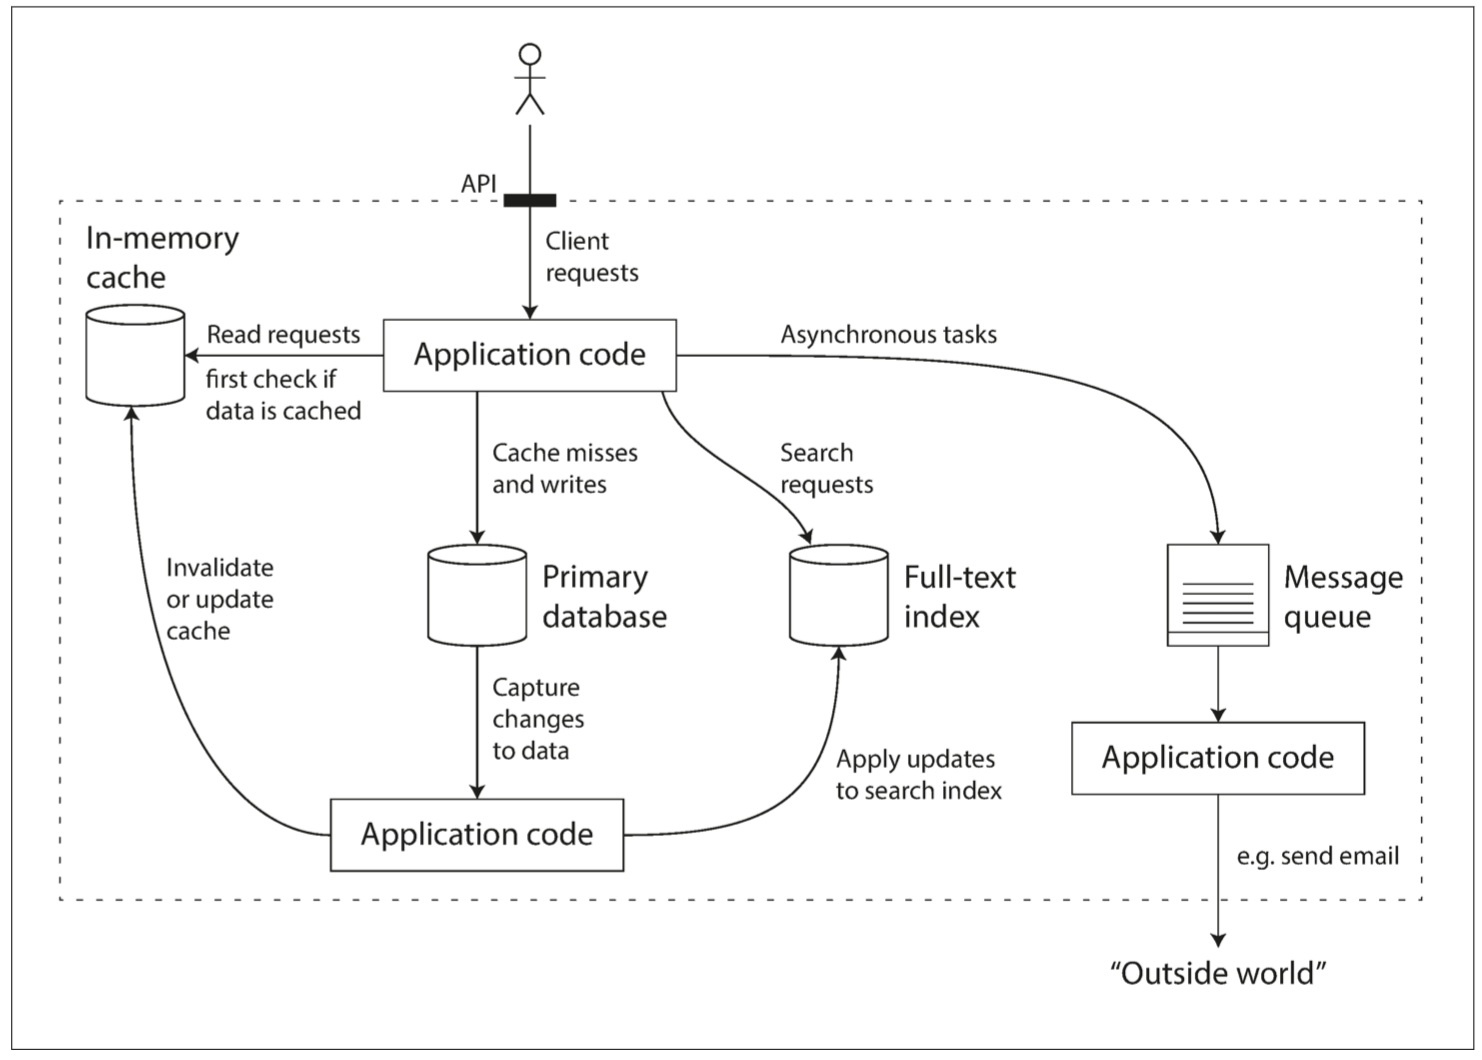 API
Client
requests
In-memory
cache
Read requests
first check if
data is cached
Application code
Asynchronous tasks
Cache misses
and writes
Search
requests
Invalidate
or update
cache
Primary
database
Full-text
index
Message
queue
Capture
changes
to data
Apply updates
to search index
Application code
Application code
e.g. send email
“Outside world”